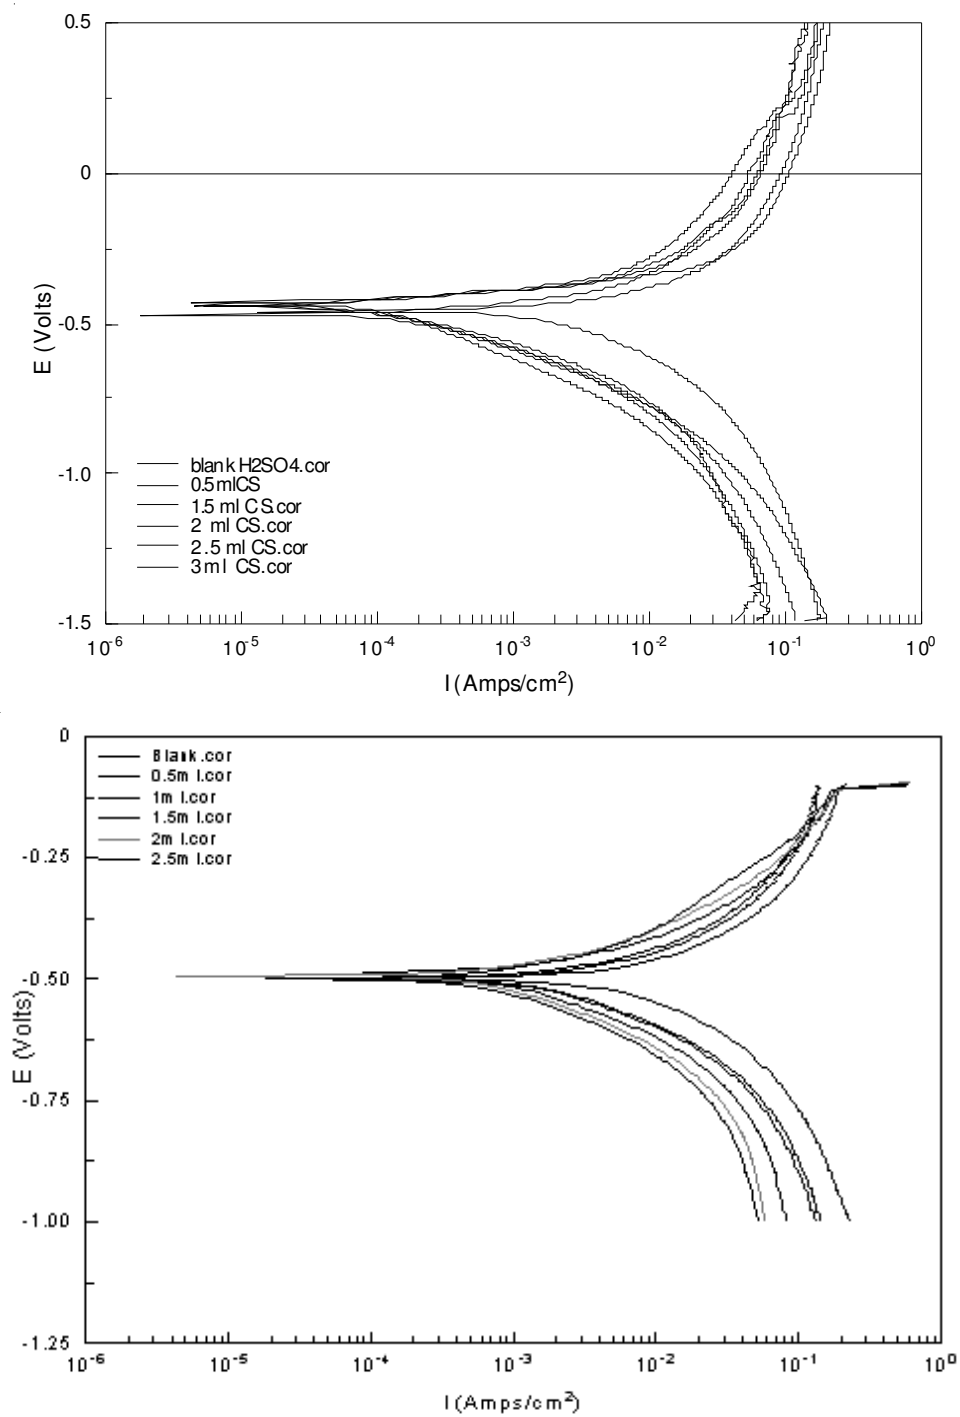 0.5
0
-0.5
-1.0
-1.5
E (Volts)
blank H2SO4.cor
0.5mlCS
1.5 ml CS.cor
2 ml CS.cor
2.5 ml CS.cor
3ml CS.cor
10-6 10-5 10-4 10-3 10-2 10-1 100
I (Amps/cm2)
0
-0.25
-0.50
-0.75
-1.00
-1.25
E (Volts)
Blank.cor
0.5ml.cor
1ml.cor
1.5ml.cor
2ml.cor
2.5ml.cor
10-6 10-5 10-4 10-3 10-2 10-1 100
I (Amps/cm2)